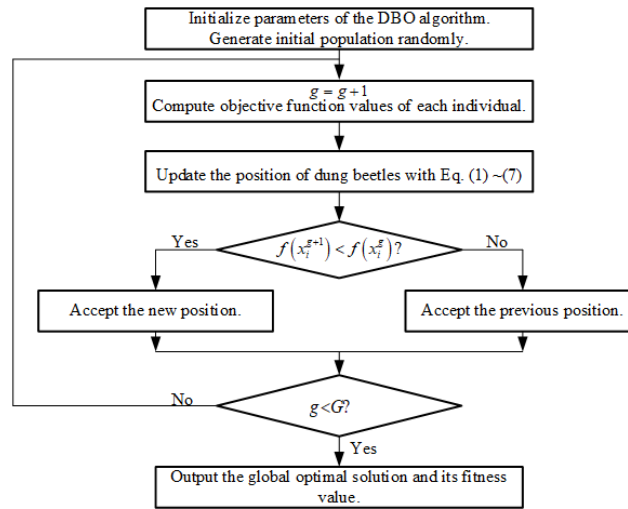 Initialize parameters of the DBO algorithm.
Generate initial population randomly.
g = g+1
Compute objective function values of each individual.
Update the position of dung beetles with Eq. (1) ~(7)
Yes
f(x_i^{g+1}) < f(x_i^g)?
No
Accept the new position.
Accept the previous position.
No
g<G?
Yes
Output the global optimal solution and its fitness
value.